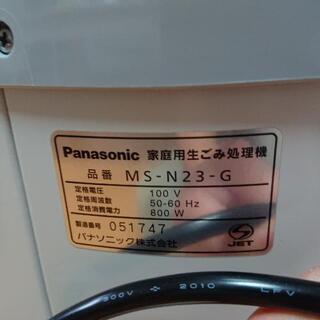 Panasonic 家庭用生ごみ処理機
品番 MS-N23-G
定格電圧 100 V
定格周波数 50-60 Hz
定格消費電力 800 W
製造番号 051747
パナソニック株式会社
JET
300V 2010